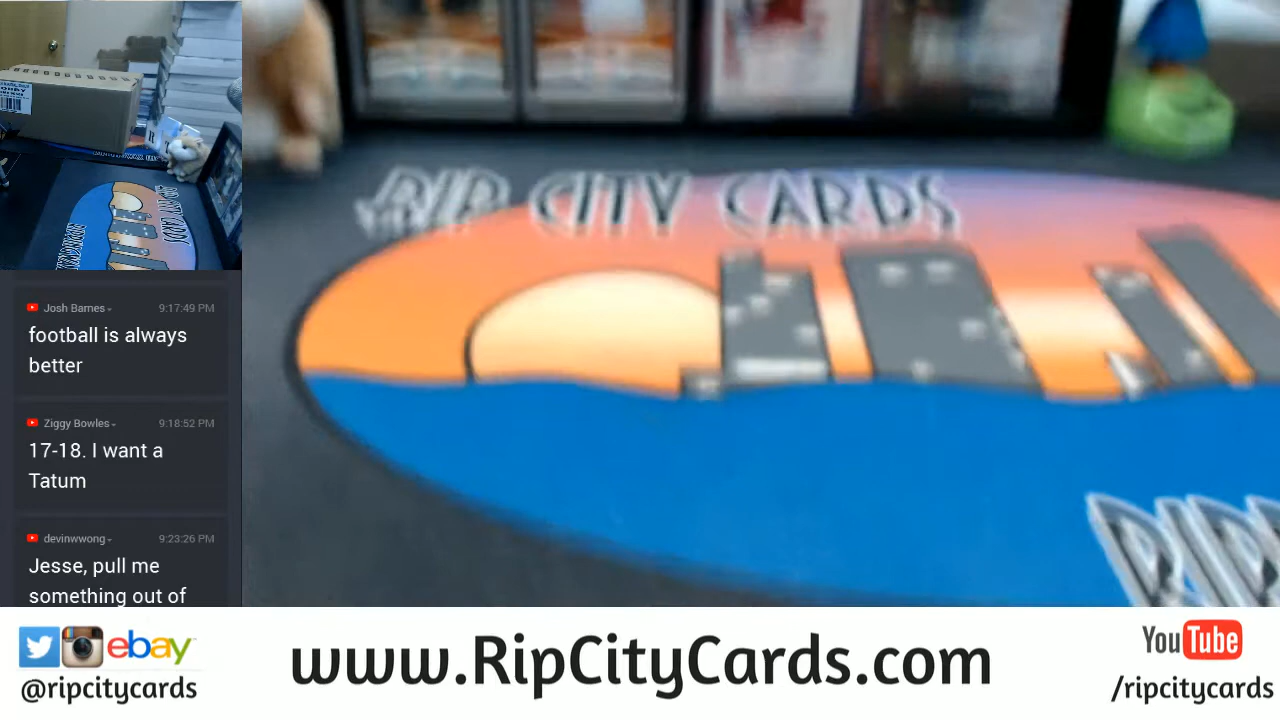 RIP CITY CARDS
Josh Barnes 9:17:49 PM
football is always
better
Ziggy Bowles 9:18:52 PM
17-18. I want a
Tatum
devinwwong 9:23:26 PM
Jesse, pull me
something out of
RIP
ebay
@ripcitycards
www.RipCityCards.com
YouTube
/ripcitycards